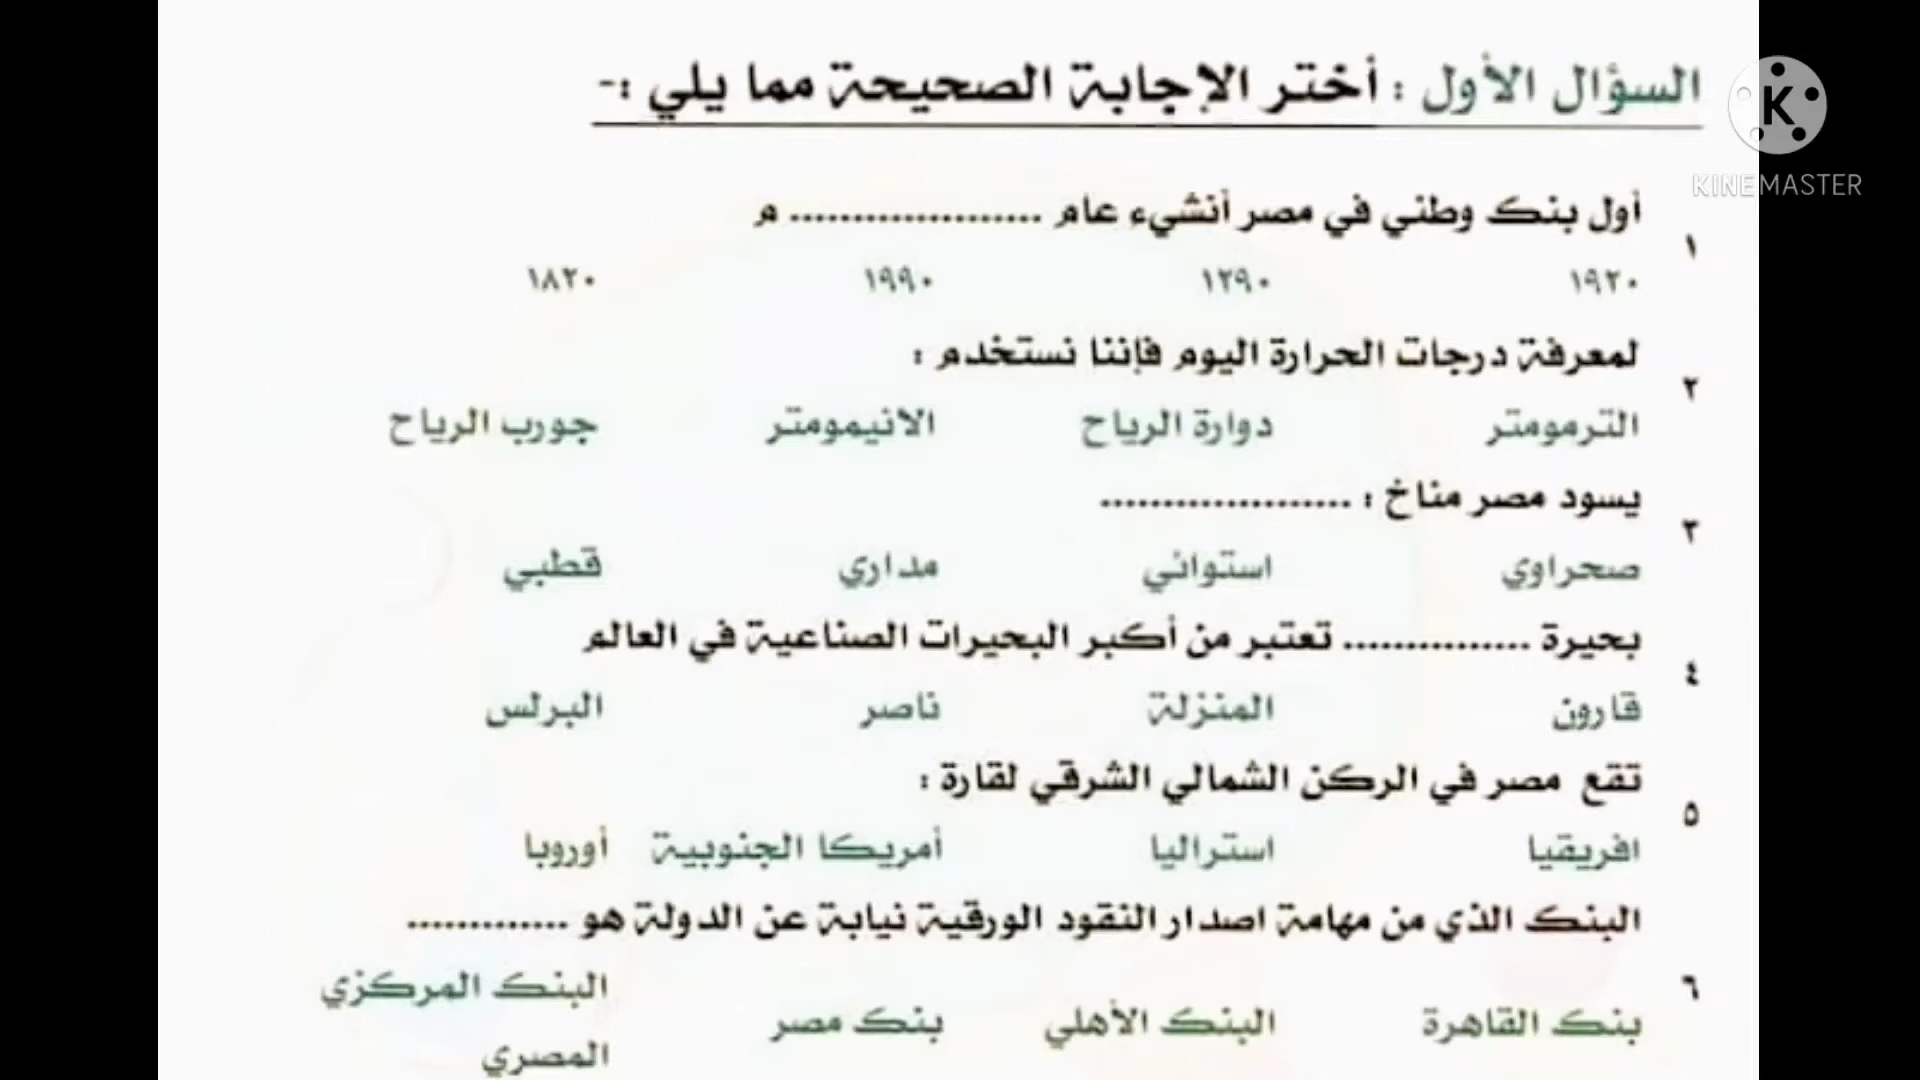 السؤال الأول : أختر الإجابة الصحيحة مما يلي :-
K
KINEMASTER
١ أول بنك وطني في مصر أنشيء عام .................... م
١٩٢٠ ١٢٩٠ ١٩٩٠ ١٨٢٠
٢ لمعرفة درجات الحرارة اليوم فإننا نستخدم :
الترمومتر دوارة الرياح الانيمومتر جورب الرياح
٣ يسود مصر مناخ : ....................
صحراوي استوائي مداري قطبي
٤ بحيرة ............... تعتبر من أكبر البحيرات الصناعية في العالم
قارون المنزلة ناصر البرلس
٥ تقع مصر في الركن الشمالي الشرقي لقارة :
افريقيا استراليا أمريكا الجنوبية أوروبا
٦ البنك الذي من مهامة اصدار النقود الورقية نيابة عن الدولة هو .............
بنك القاهرة البنك الأهلي بنك مصر البنك المركزي
المصري